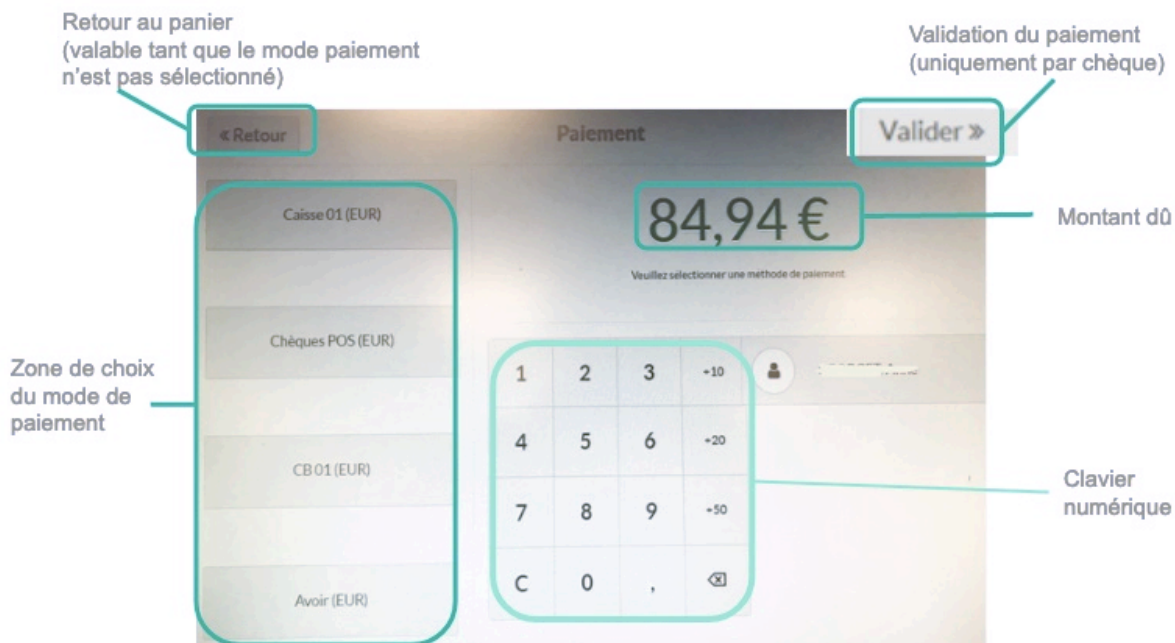 Retour au panier
(valable tant que le mode paiement
n'est pas sélectionné)
Validation du paiement
(uniquement par chèque)
« Retour
Paiement
Valider »
Caisse 01 (EUR)
84,94 €
Montant dû
Veuillez sélectionner une méthode de paiement
Chèques POS (EUR)
Zone de choix
du mode de
paiement
1 2 3 +10
4 5 6 +20
CB 01 (EUR)
Clavier
numérique
7 8 9 +50
C 0 ,
Avoir (EUR)